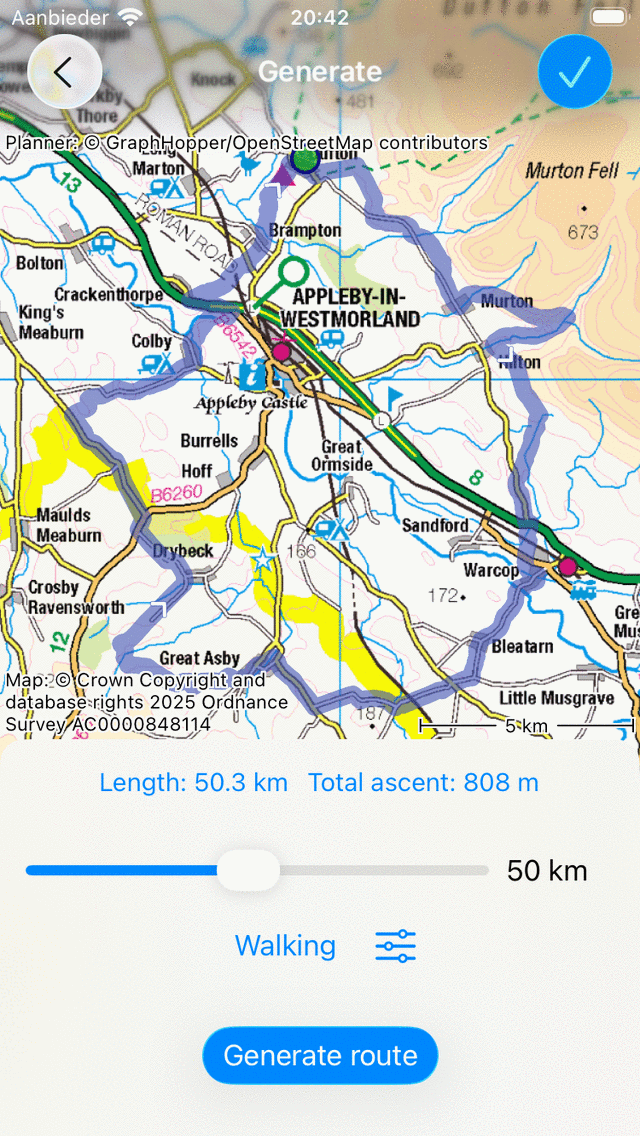 Aanbieder
20:42
Generate
Knock
692
481
Thore
Planner: © GraphHopper/OpenStreetMap contributors
Long
Marton
Murton Fell
673
13
ROMAN ROAD
Brampton
Bolton
Crackenthorpe
APPLEBY-IN-
WESTMORLAND
Murton
King's
Meaburn
B6542
Colby
Hilton
Appleby Castle
L
Burrells
Great
Ormside
Hoff
8
B6260
Maulds
Meaburn
Sandford
Drybeck
166
Warcop
Crosby
Ravensworth
172
12
Bleatarn
Great Asby
Little Musgrave
Map: © Crown Copyright and
database rights 2025 Ordnance
Survey AC0000848114
187
5 km
Length: 50.3 km Total ascent: 808 m
50 km
Walking
Generate route